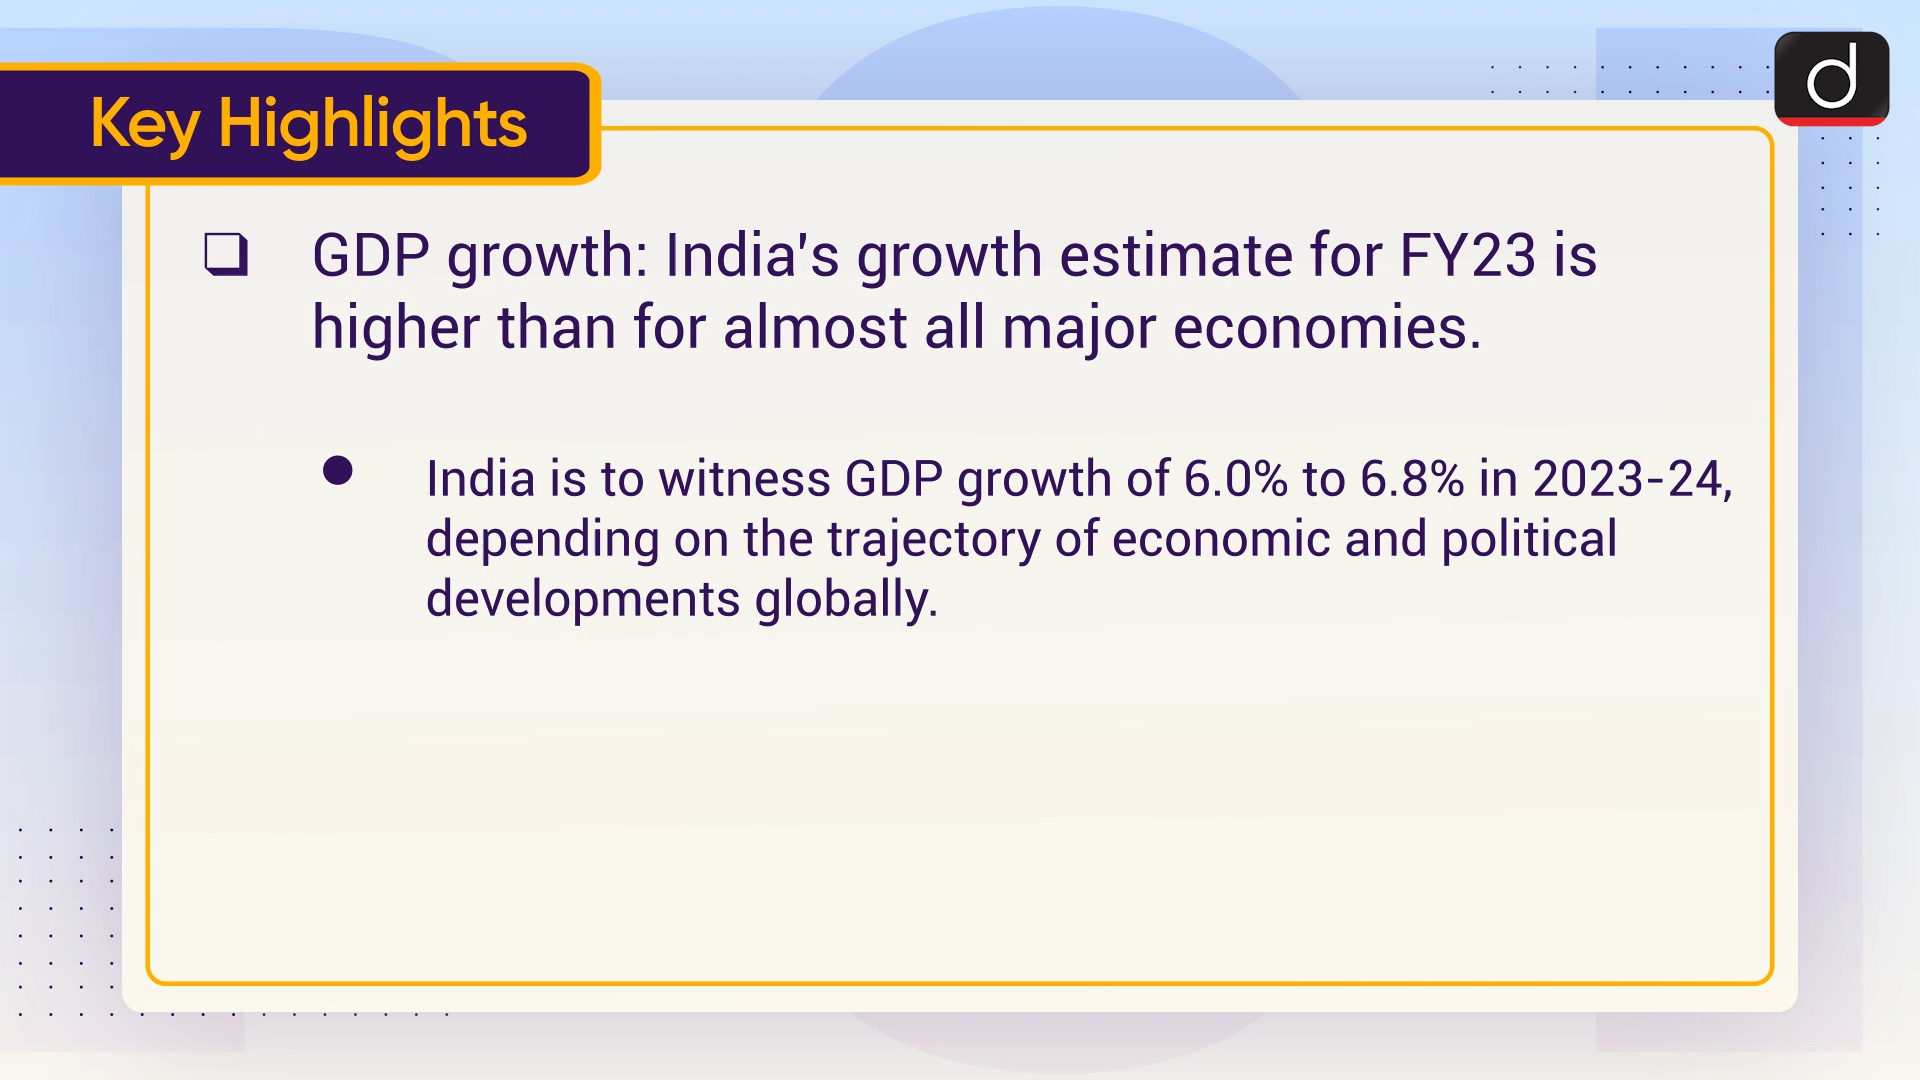 Key Highlights
d
❑ GDP growth: India's growth estimate for FY23 is
higher than for almost all major economies.
● India is to witness GDP growth of 6.0% to 6.8% in 2023-24,
depending on the trajectory of economic and political
developments globally.